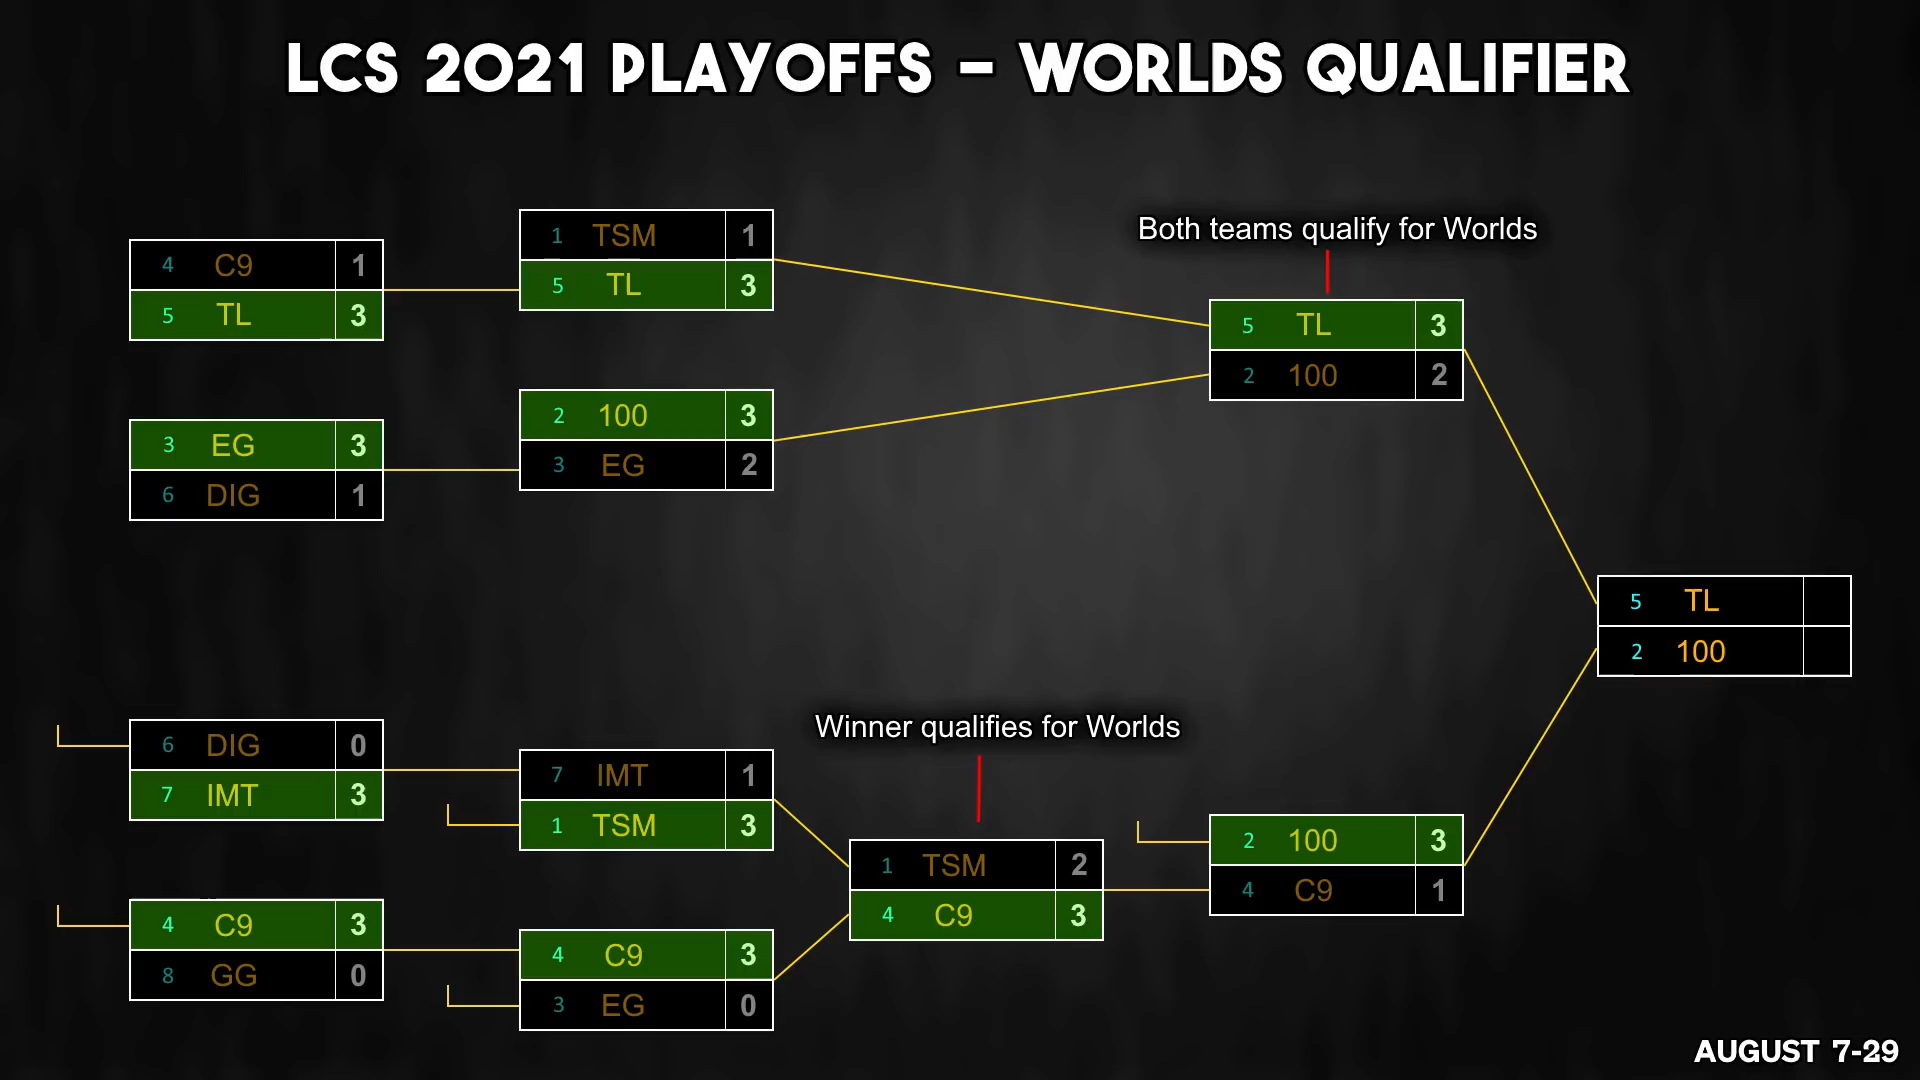 LCS 2021 PLAYOFFS – WORLDS QUALIFIER
4 C9 1
5 TL 3
3 EG 3
6 DIG 1
1 TSM 1
5 TL 3
2 100 3
3 EG 2
Both teams qualify for Worlds
5 TL 3
2 100 2
5 TL
2 100
6 DIG 0
7 IMT 3
4 C9 3
8 GG 0
7 IMT 1
1 TSM 3
4 C9 3
3 EG 0
Winner qualifies for Worlds
1 TSM 2
4 C9 3
2 100 3
4 C9 1
AUGUST 7-29